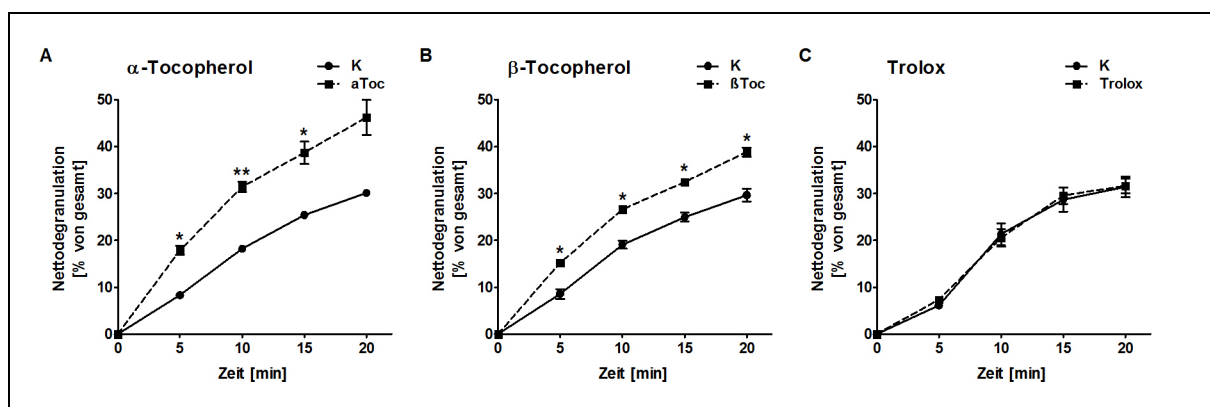 A
α-Tocopherol
K
aToc
Nettodegranulation
[% von gesamt]
50
40
30
20
10
0
*
**
*
0 5 10 15 20
Zeit [min]
B
β-Tocopherol
K
ßToc
Nettodegranulation
[% von gesamt]
50
40
30
20
10
0
*
*
*
*
0 5 10 15 20
Zeit [min]
C
Trolox
K
Trolox
Nettodegranulation
[% von gesamt]
50
40
30
20
10
0
0 5 10 15 20
Zeit [min]